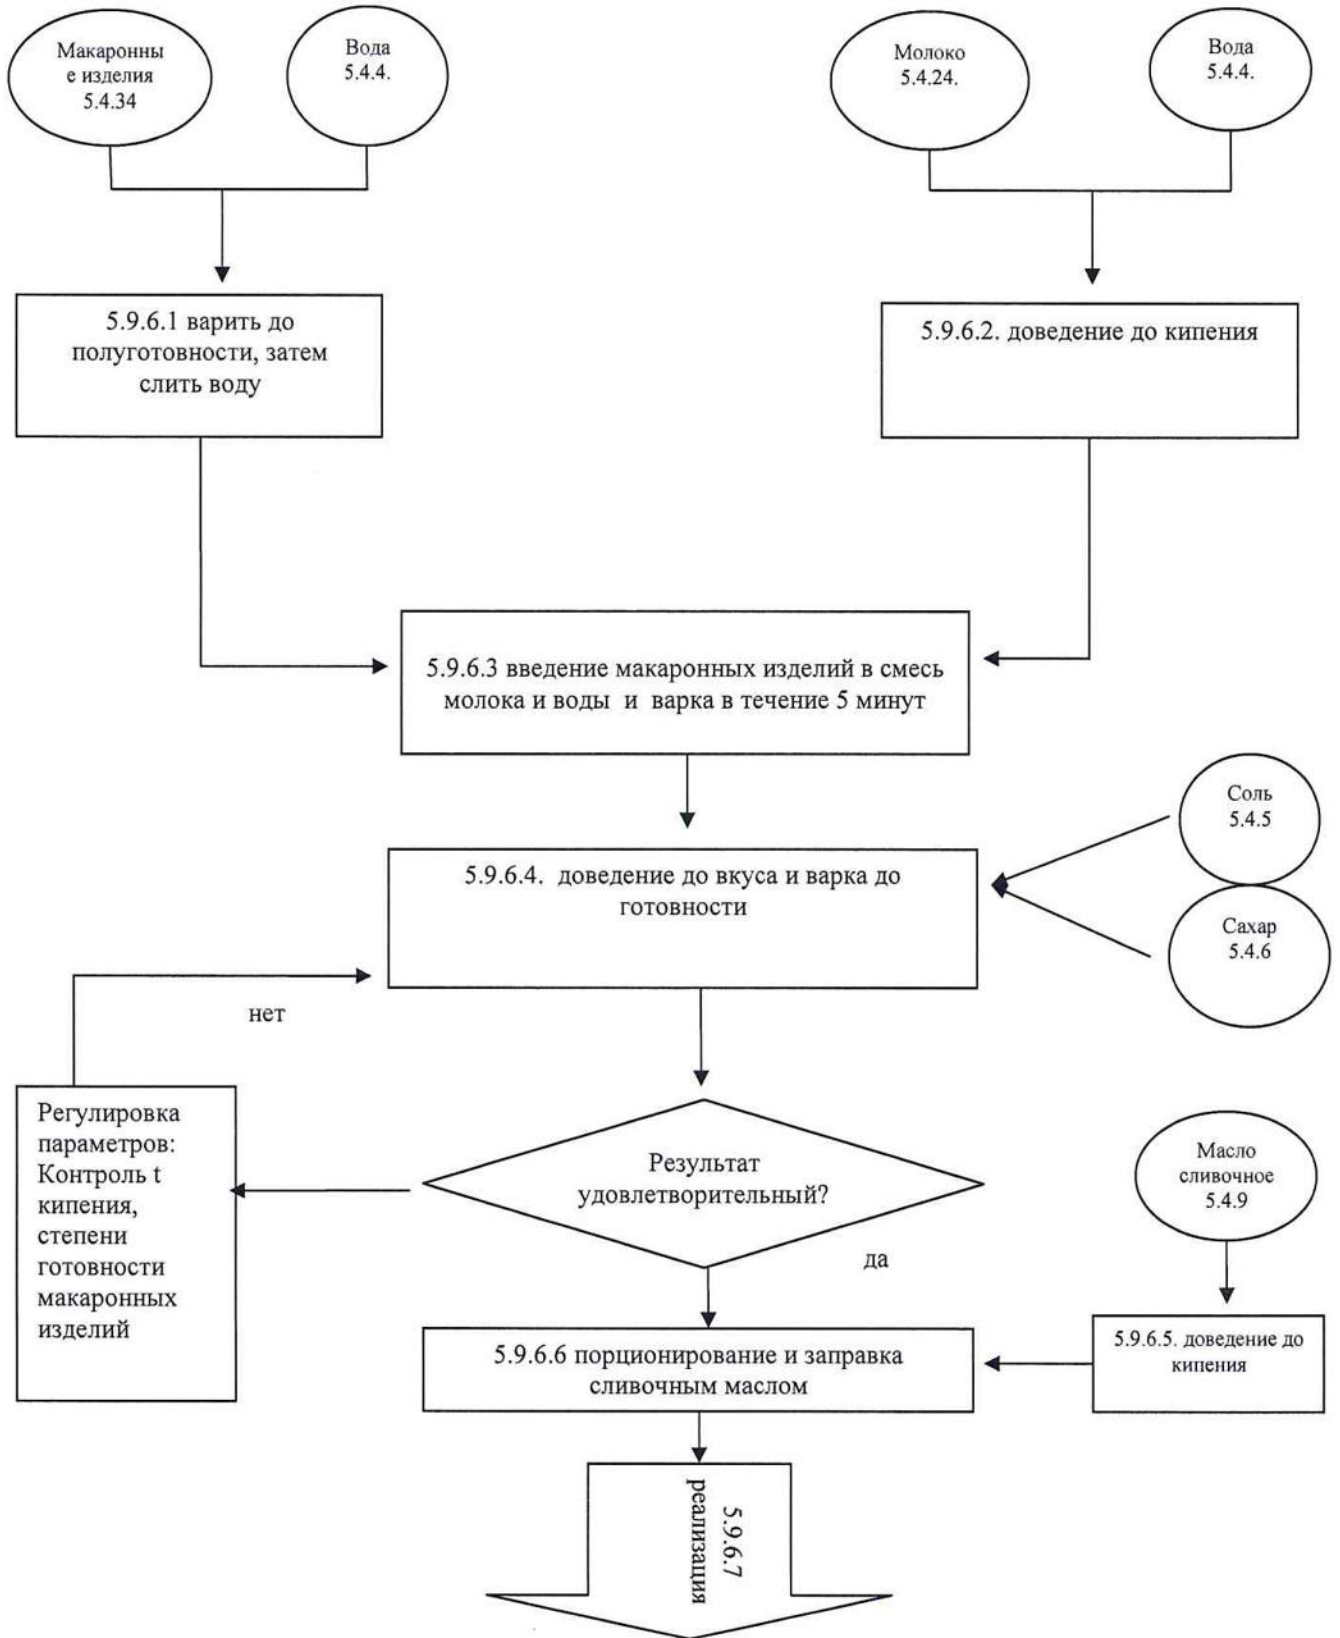 Макаронны
е изделия
5.4.34
Вода
5.4.4.
Молоко
5.4.24.
Вода
5.4.4.
5.9.6.1 варить до
полуготовности, затем
слить воду
5.9.6.2. доведение до кипения
5.9.6.3 введение макаронных изделий в смесь
молока и воды и варка в течение 5 минут
Соль
5.4.5
5.9.6.4. доведение до вкуса и варка до
готовности
Сахар
5.4.6
нет
Регулировка
параметров:
Контроль t
кипения,
степени
готовности
макаронных
изделий
Результат
удовлетворительный?
Масло
сливочное
5.4.9
да
5.9.6.5. доведение до
кипения
5.9.6.6 порционирование и заправка
сливочным маслом
5.9.6.7
реализация